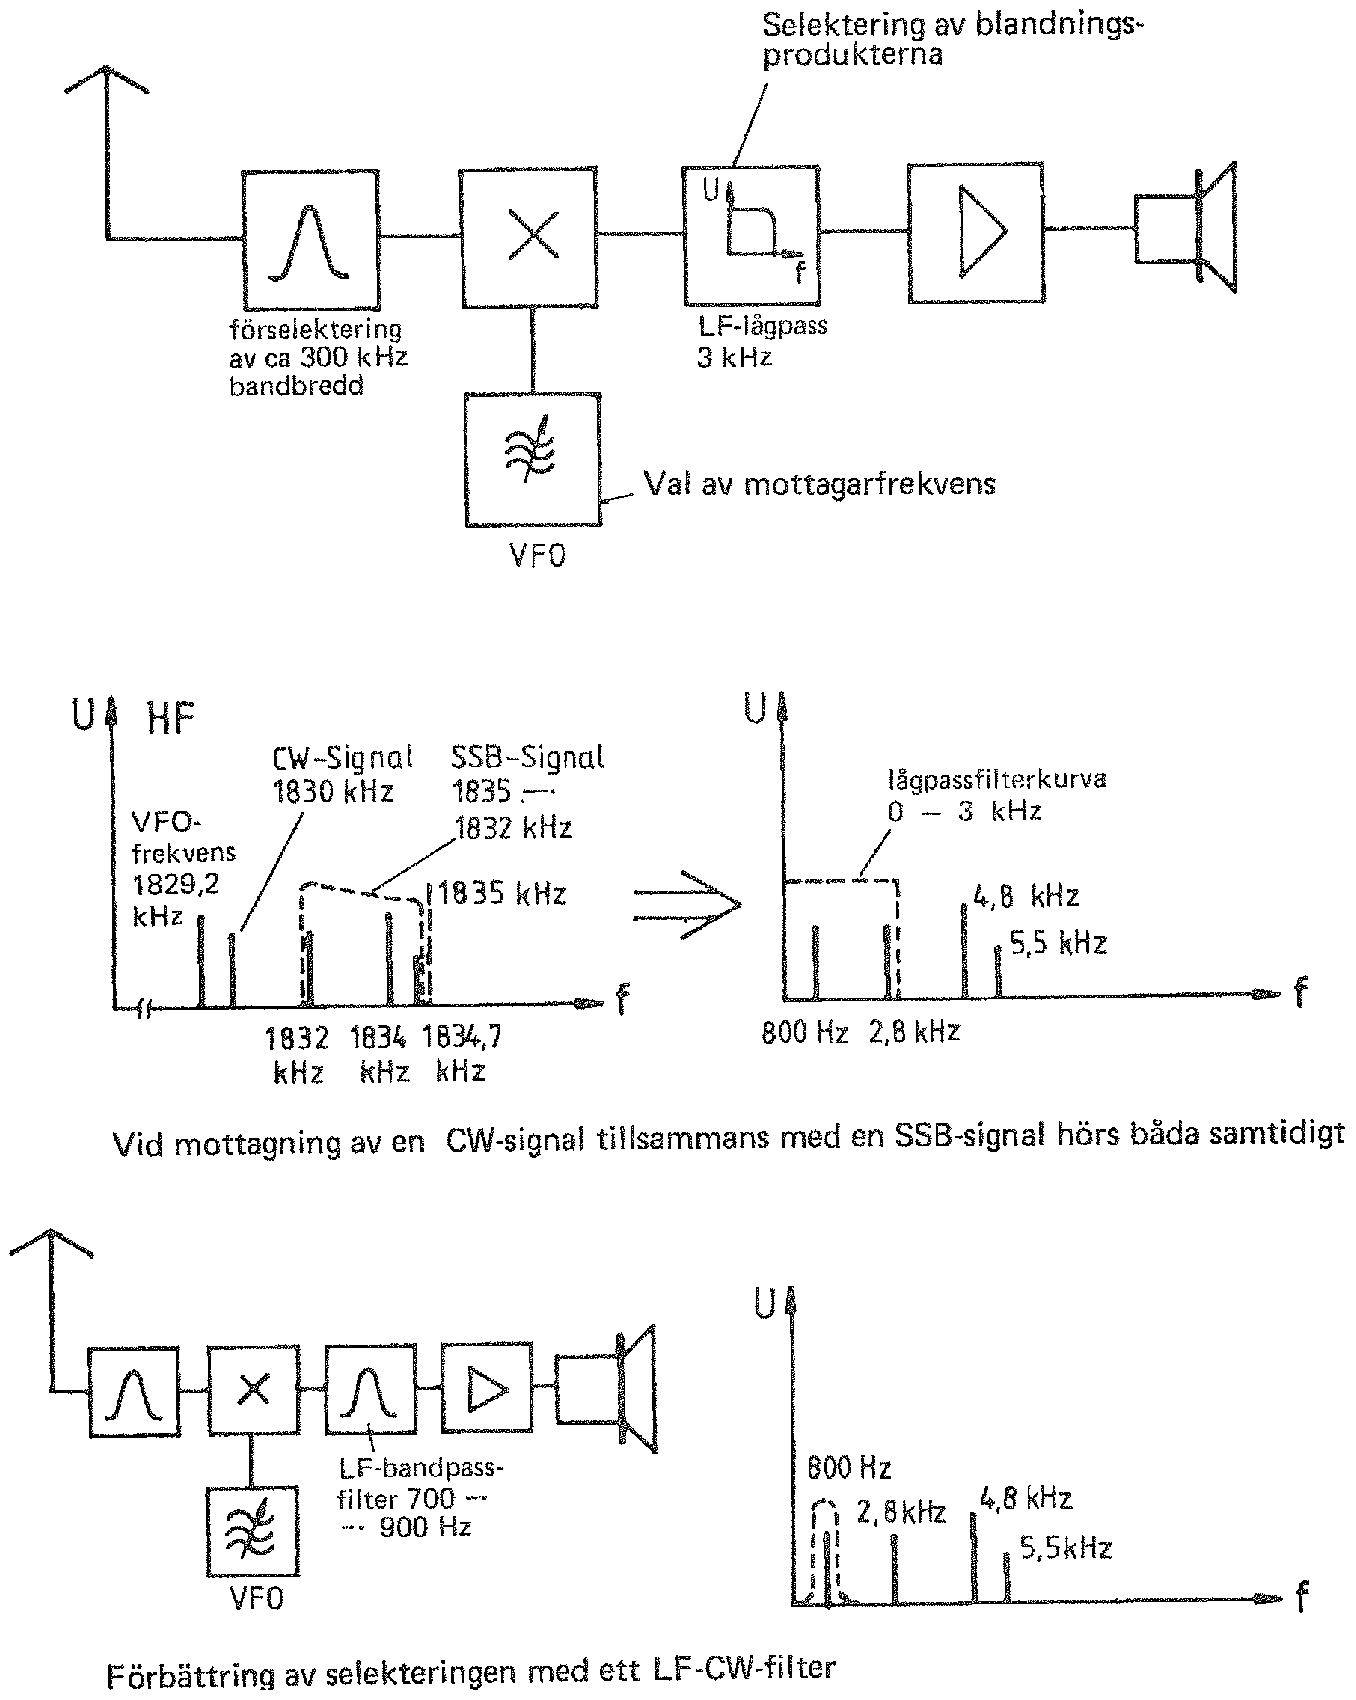 Selektering av blandnings-
produkterna
U
f
förselektering
av ca 300 kHz
bandbredd
LF-lågpass
3 kHz
Val av mottagarfrekvens
VFO
U
HF
CW-Signal
1830 kHz
SSB-Signal
1835 .—.
1832 kHz
VFO-
frekvens
1829,2
kHz
1835 kHz
f
1832
kHz
1834
kHz
1834,7
kHz
U
lågpassfilterkurva
0 – 3 kHz
4,8 kHz
5,5 kHz
f
800 Hz
2,8 kHz
Vid mottagning av en CW-signal tillsammans med en SSB-signal hörs båda samtidigt
LF-bandpass-
filter 700 ---
--- 900 Hz
VFO
U
800 Hz
2,8 kHz
4,8 kHz
5,5 kHz
f
Förbättring av selekteringen med ett LF-CW-filter